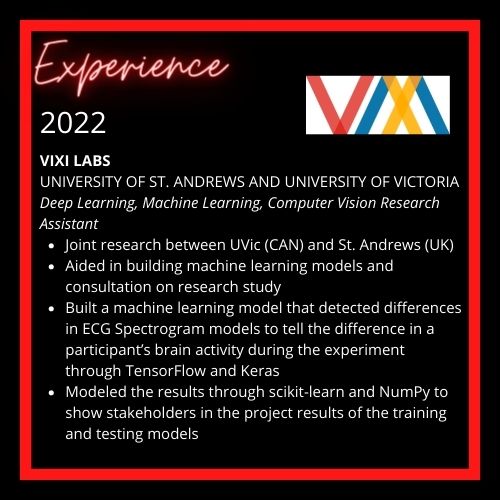 Experience
2022
VIXI
VIXI LABS
UNIVERSITY OF ST. ANDREWS AND UNIVERSITY OF VICTORIA
Deep Learning, Machine Learning, Computer Vision Research
Assistant
• Joint research between UVic (CAN) and St. Andrews (UK)
• Aided in building machine learning models and
consultation on research study
• Built a machine learning model that detected differences
in ECG Spectrogram models to tell the difference in a
participant’s brain activity during the experiment
through TensorFlow and Keras
• Modeled the results through scikit-learn and NumPy to
show stakeholders in the project results of the training
and testing models